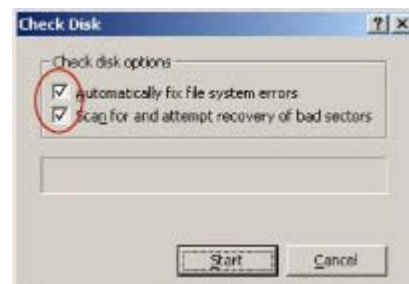 Check Disk
Check disk options
Automatically fix file system errors
Scan for and attempt recovery of bad sectors
Start
Cancel